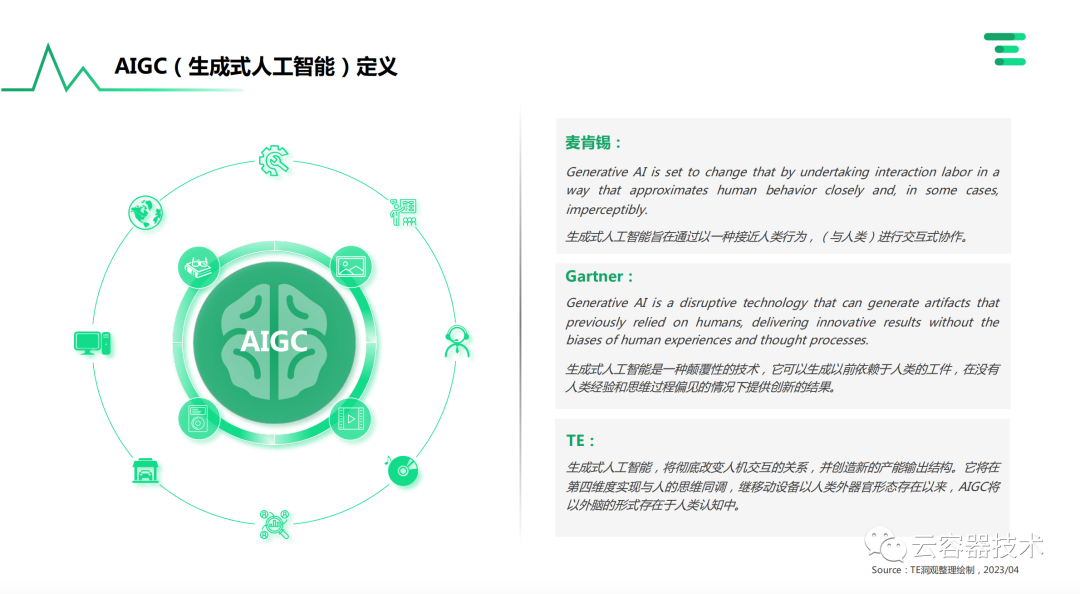 AIGC（生成式人工智能）定义
AIGC
麦肯锡：
Generative AI is set to change that by undertaking interaction labor in a
way that approximates human behavior closely and, in some cases,
imperceptibly.
生成式人工智能旨在通过以一种接近人类行为，（与人类）进行交互式协作。
Gartner：
Generative AI is a disruptive technology that can generate artifacts that
previously relied on humans, delivering innovative results without the
biases of human experiences and thought processes.
生成式人工智能是一种颠覆性的技术，它可以生成以前依赖于人类的工件，在没有
人类经验和思维过程偏见的情况下提供创新的结果。
TE：
生成式人工智能，将彻底改变人机交互的关系，并创造新的产能输出结构。它将在
第四维度实现与人的思维同调，继移动设备以人类外器官形态存在以来，AIGC将
以外脑的形式存在于人类认知中。
云容器技术
Source：TE洞观整理绘制，2023/04